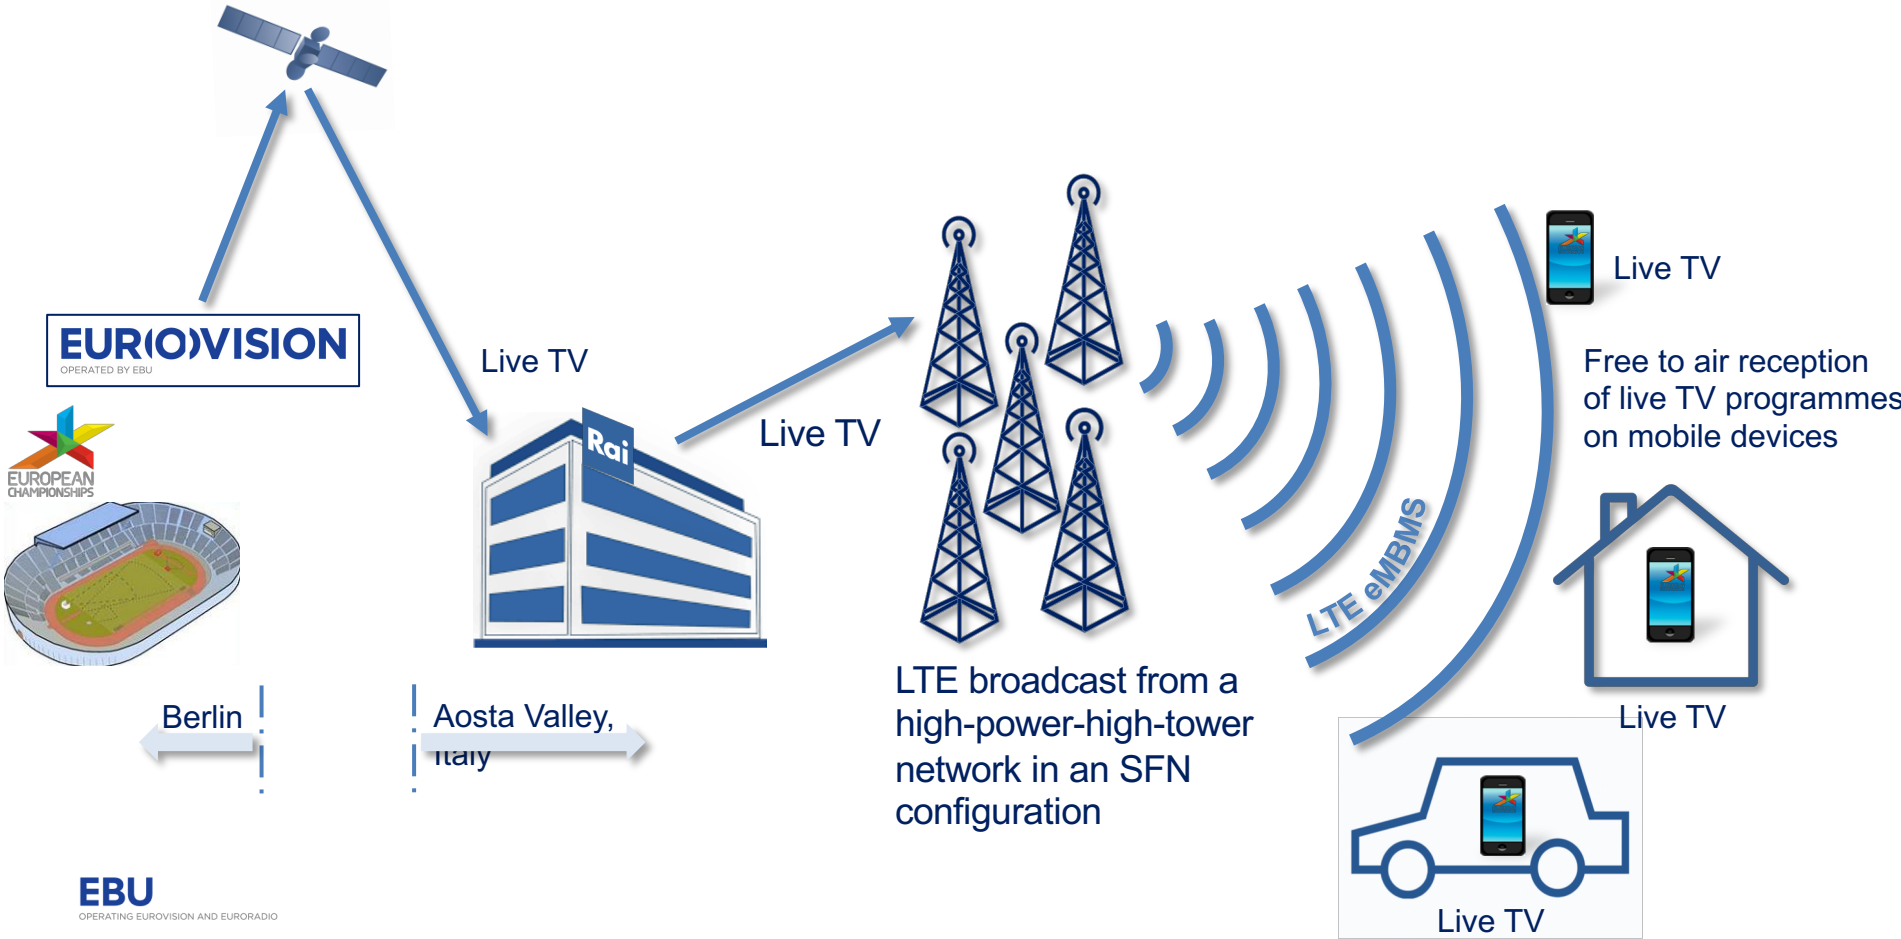 EUR(O)VISION
OPERATED BY EBU
EUROPEAN
CHAMPIONSHIPS
Berlin
Aosta Valley,
Italy
Live TV
Rai
Live TV
LTE broadcast from a
high-power-high-tower
network in an SFN
configuration
LTE eMBMS
Live TV
Free to air reception
of live TV programmes
on mobile devices
Live TV
Live TV
EBU
OPERATING EUROVISION AND EURORADIO